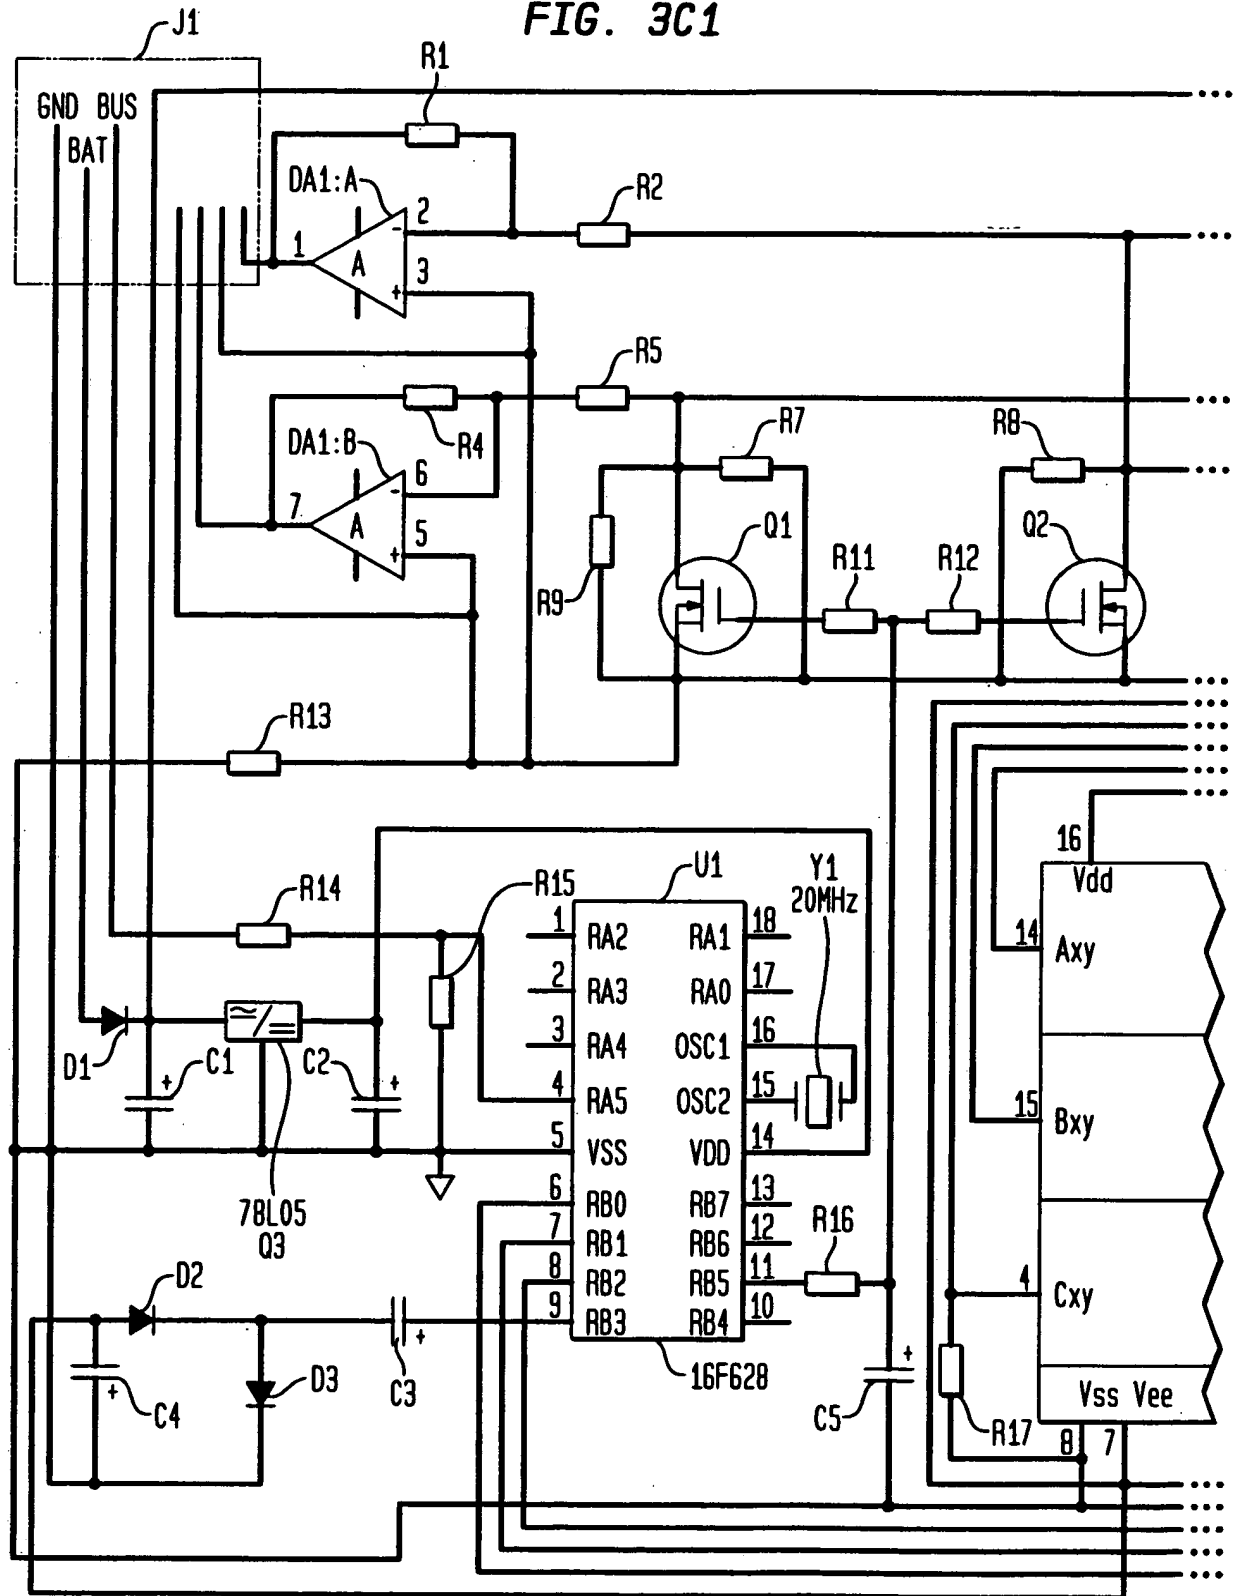 FIG. 3C1
J1
R1
GND BUS
BAT
DA1:A
R2
2
-
1
A
3
+
R5
R4
R7
R8
DA1:B
6
-
7
A
5
+
Q1
Q2
R9
R11
R12
R13
16
Vdd
U1
Y1
20MHz
R14
R15
1
RA2
RA1
18
14
Axy
2
RA3
RA0
17
3
RA4
OSC1
16
D1
+
C1
C2
+
4
RA5
OSC2
15
15
Bxy
5
VSS
VDD
14
6
RB0
RB7
13
78L05
Q3
7
RB1
RB6
12
R16
8
RB2
RB5
11
4
Cxy
D2
9
RB3
RB4
10
+
C3
D3
16F628
+
C5
+
C4
Vss Vee
R17
8
7